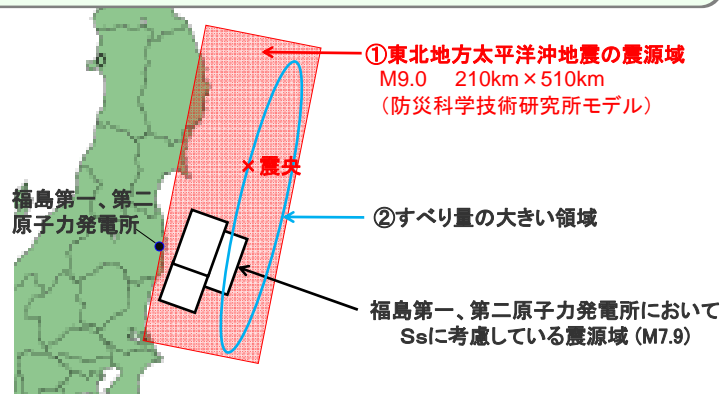 ①東北地方太平洋沖地震の震源域
M9.0 210km×510km
（防災科学技術研究所モデル）
×震央
福島第一、第二
原子力発電所
②すべり量の大きい領域
福島第一、第二原子力発電所において
Ssに考慮している震源域（M7.9）